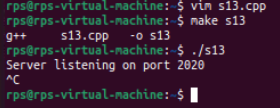 rps@rps-virtual-machine:~$ vim s13.cpp
rps@rps-virtual-machine:~$ make s13
g++     s13.cpp   -o s13
rps@rps-virtual-machine:~$ ./s13
Server listening on port 2020
^C
rps@rps-virtual-machine:~$